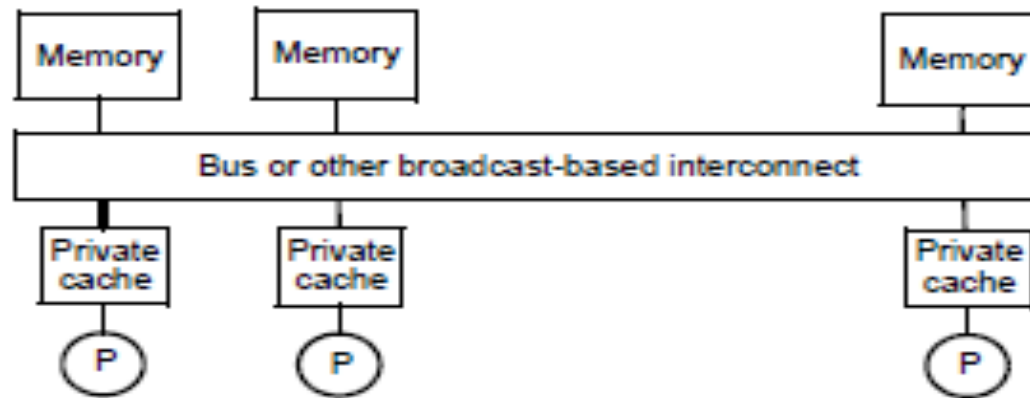 Memory Memory Memory
Bus or other broadcast-based interconnect
Private Private Private
cache cache cache
P P P